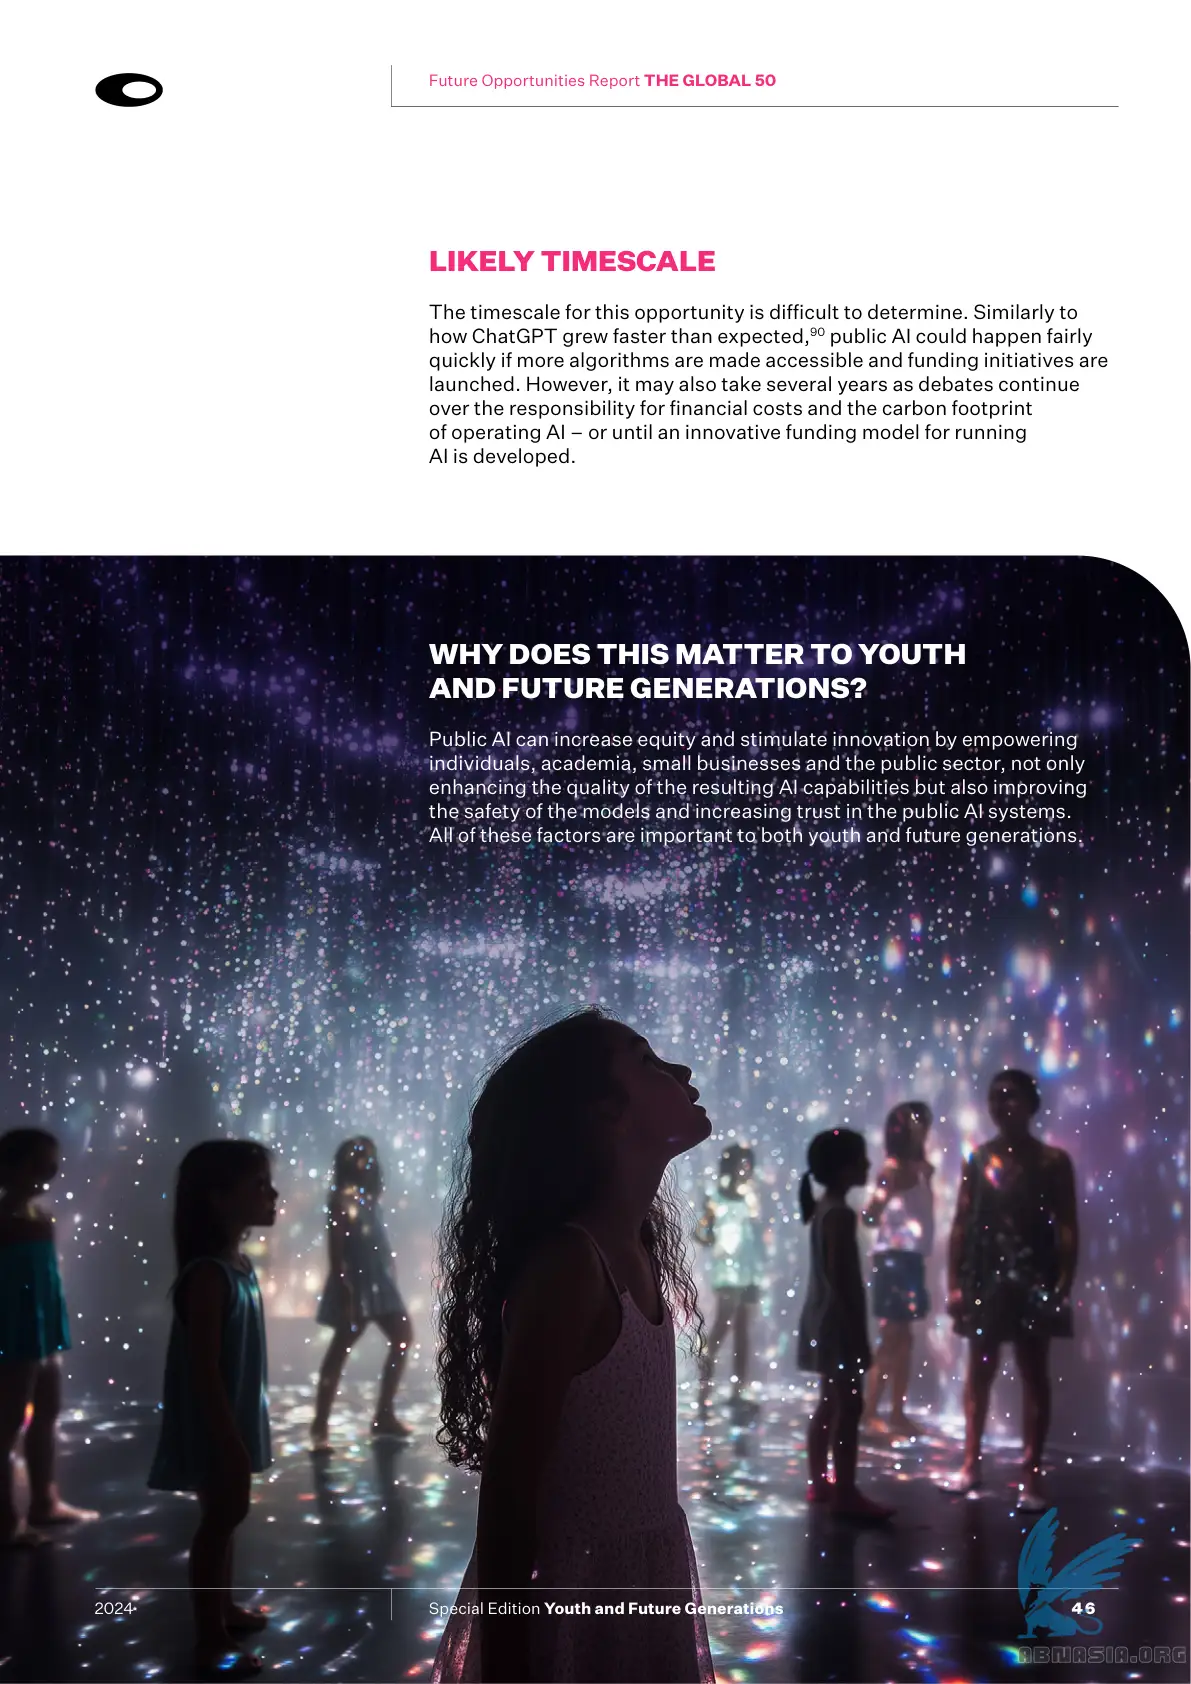 Future Opportunities Report THE GLOBAL 50
LIKELY TIMESCALE
The timescale for this opportunity is difficult to determine. Similarly to
how ChatGPT grew faster than expected,90 public AI could happen fairly
quickly if more algorithms are made accessible and funding initiatives are
launched. However, it may also take several years as debates continue
over the responsibility for financial costs and the carbon footprint
of operating AI – or until an innovative funding model for running
AI is developed.
WHY DOES THIS MATTER TO YOUTH
AND FUTURE GENERATIONS?
Public AI can increase equity and stimulate innovation by empowering
individuals, academia, small businesses and the public sector, not only
enhancing the quality of the resulting AI capabilities but also improving
the safety of the models and increasing trust in the public AI systems.
All of these factors are important to both youth and future generations.
2024
Special Edition Youth and Future Generations
46
ABNASIA.ORG